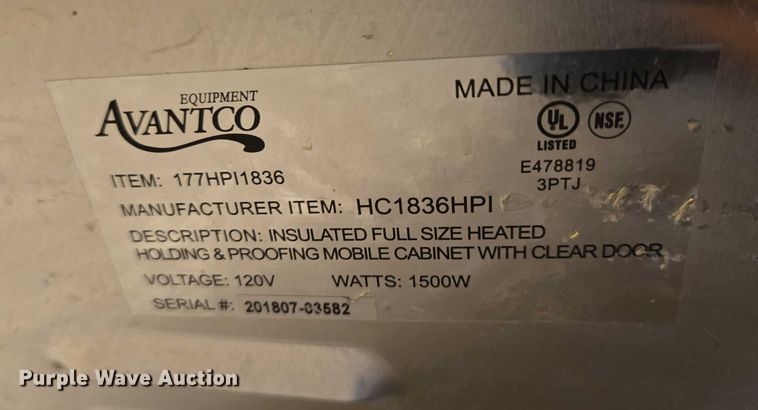 EQUIPMENT
AVANTCO
MADE IN CHINA
UL
NSF.
LISTED
E478819
3PTJ
ITEM: 177HPI1836
MANUFACTURER ITEM: HC1836HPI
DESCRIPTION: INSULATED FULL SIZE HEATED
HOLDING & PROOFING MOBILE CABINET WITH CLEAR DOOR
VOLTAGE: 120V WATTS: 1500W
SERIAL #: 201807-03582
Purple Wave Auction